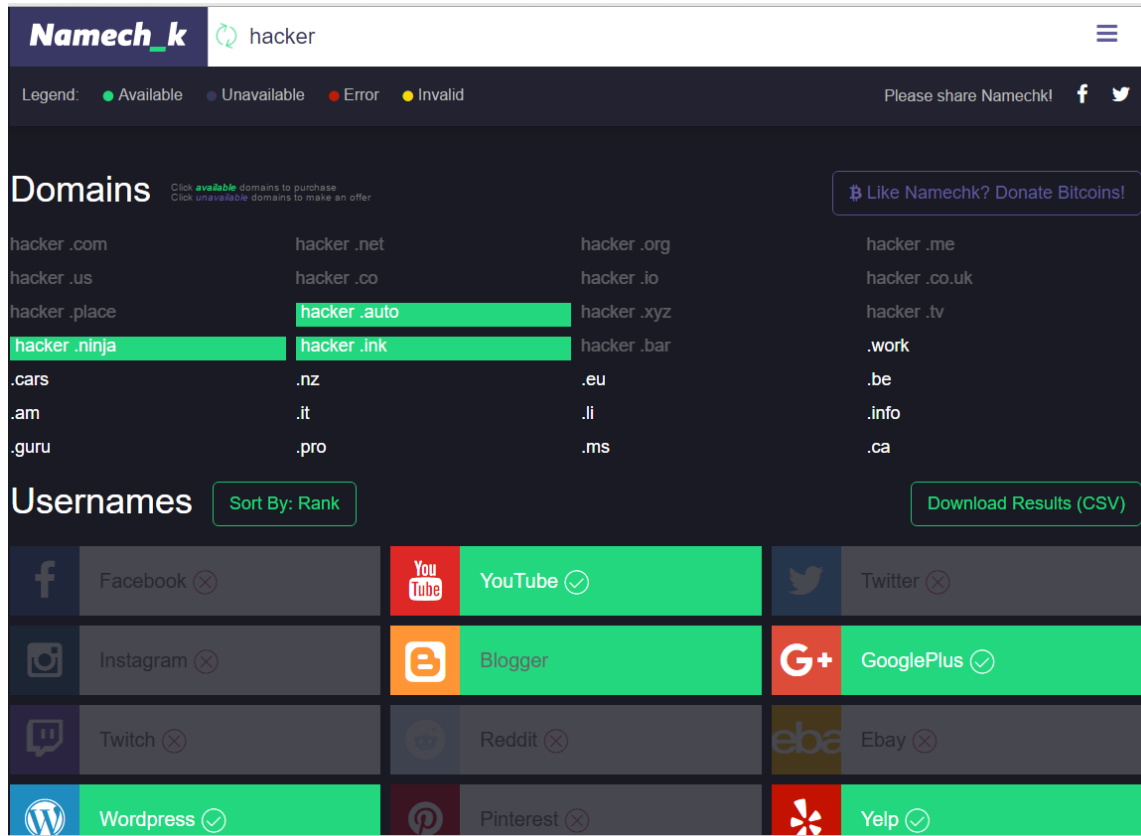 Namech_k hacker
Legend: Available Unavailable Error Invalid Please share Namechk!
Domains Click available domains to purchase
Click unavailable domains to make an offer
Like Namechk? Donate Bitcoins!
hacker .com hacker .net hacker .org hacker .me
hacker .us hacker .co hacker .io hacker .co.uk
hacker .place hacker .auto hacker .xyz hacker .tv
hacker .ninja hacker .ink hacker .bar .work
.cars .nz .eu .be
.am .it .li .info
.guru .pro .ms .ca
Usernames Sort By: Rank Download Results (CSV)
Facebook You Tube YouTube Twitter
Instagram Blogger G+ GooglePlus
Twitch Reddit eba Ebay
Wordpress Pinterest Yelp